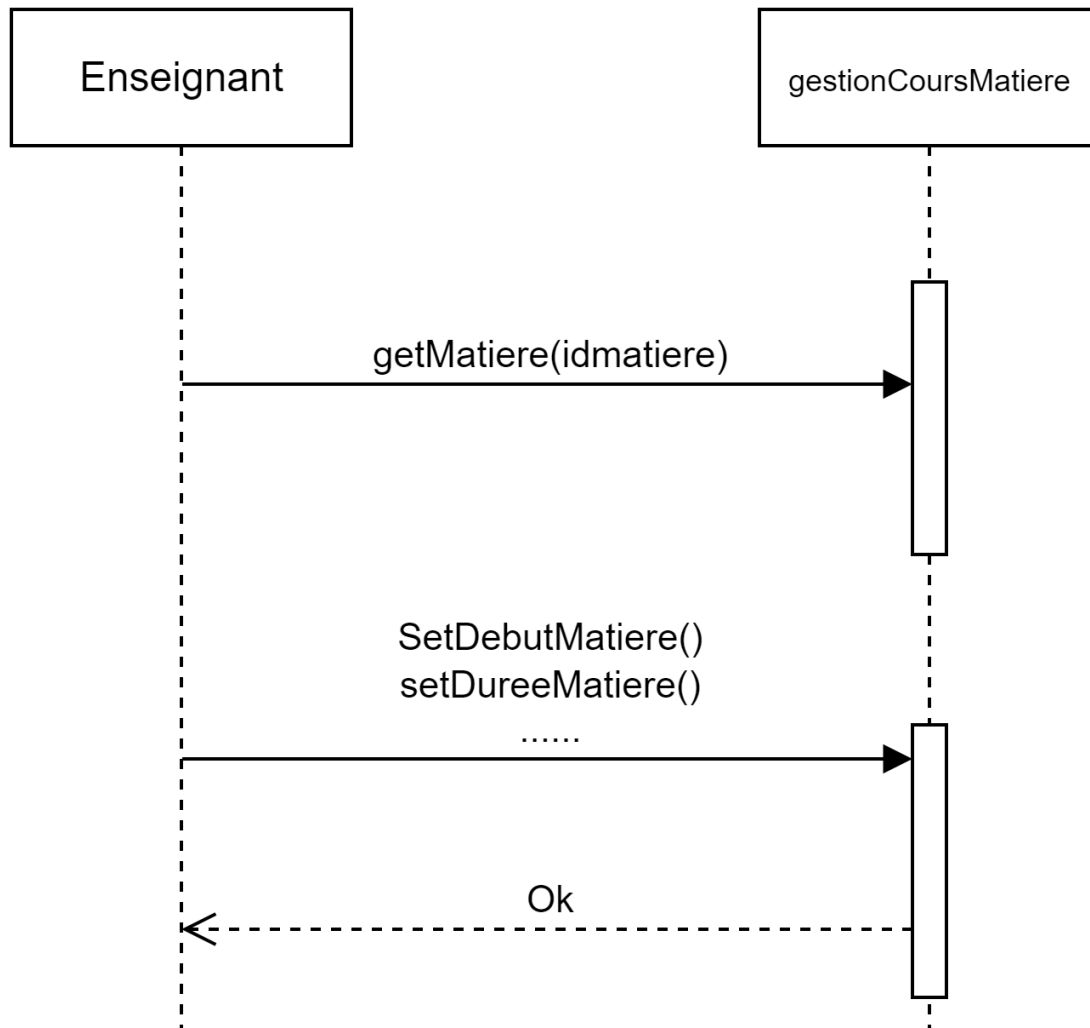 Enseignant
gestionCoursMatiere
getMatiere(idmatiere)
SetDebutMatiere()
setDureeMatiere()
......
Ok